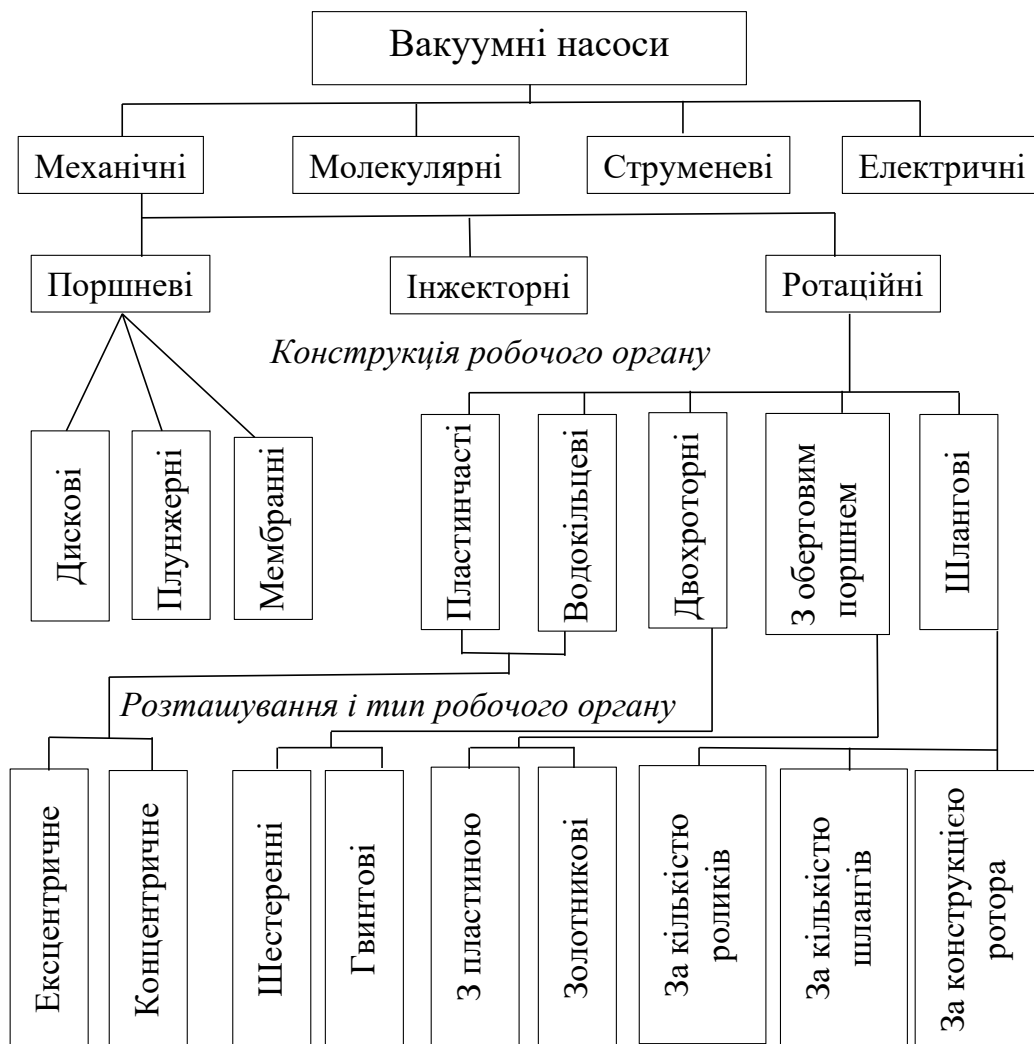 Вакуумні насоси
Механічні
Молекулярні
Струменеві
Електричні
Поршневі
Інжекторні
Ротаційні
Конструкція робочого органу
Дискові
Плунжерні
Мембранні
Пластинчасті
Водокільцеві
Двохроторні
З обертовим
поршнем
Шлангові
Розташування і тип робочого органу
Ексцентричне
Концентричне
Шестеренні
Гвинтові
З пластиною
Золотникові
За кількістю
роликів
За кількістю
шлангів
За конструкцією
ротора